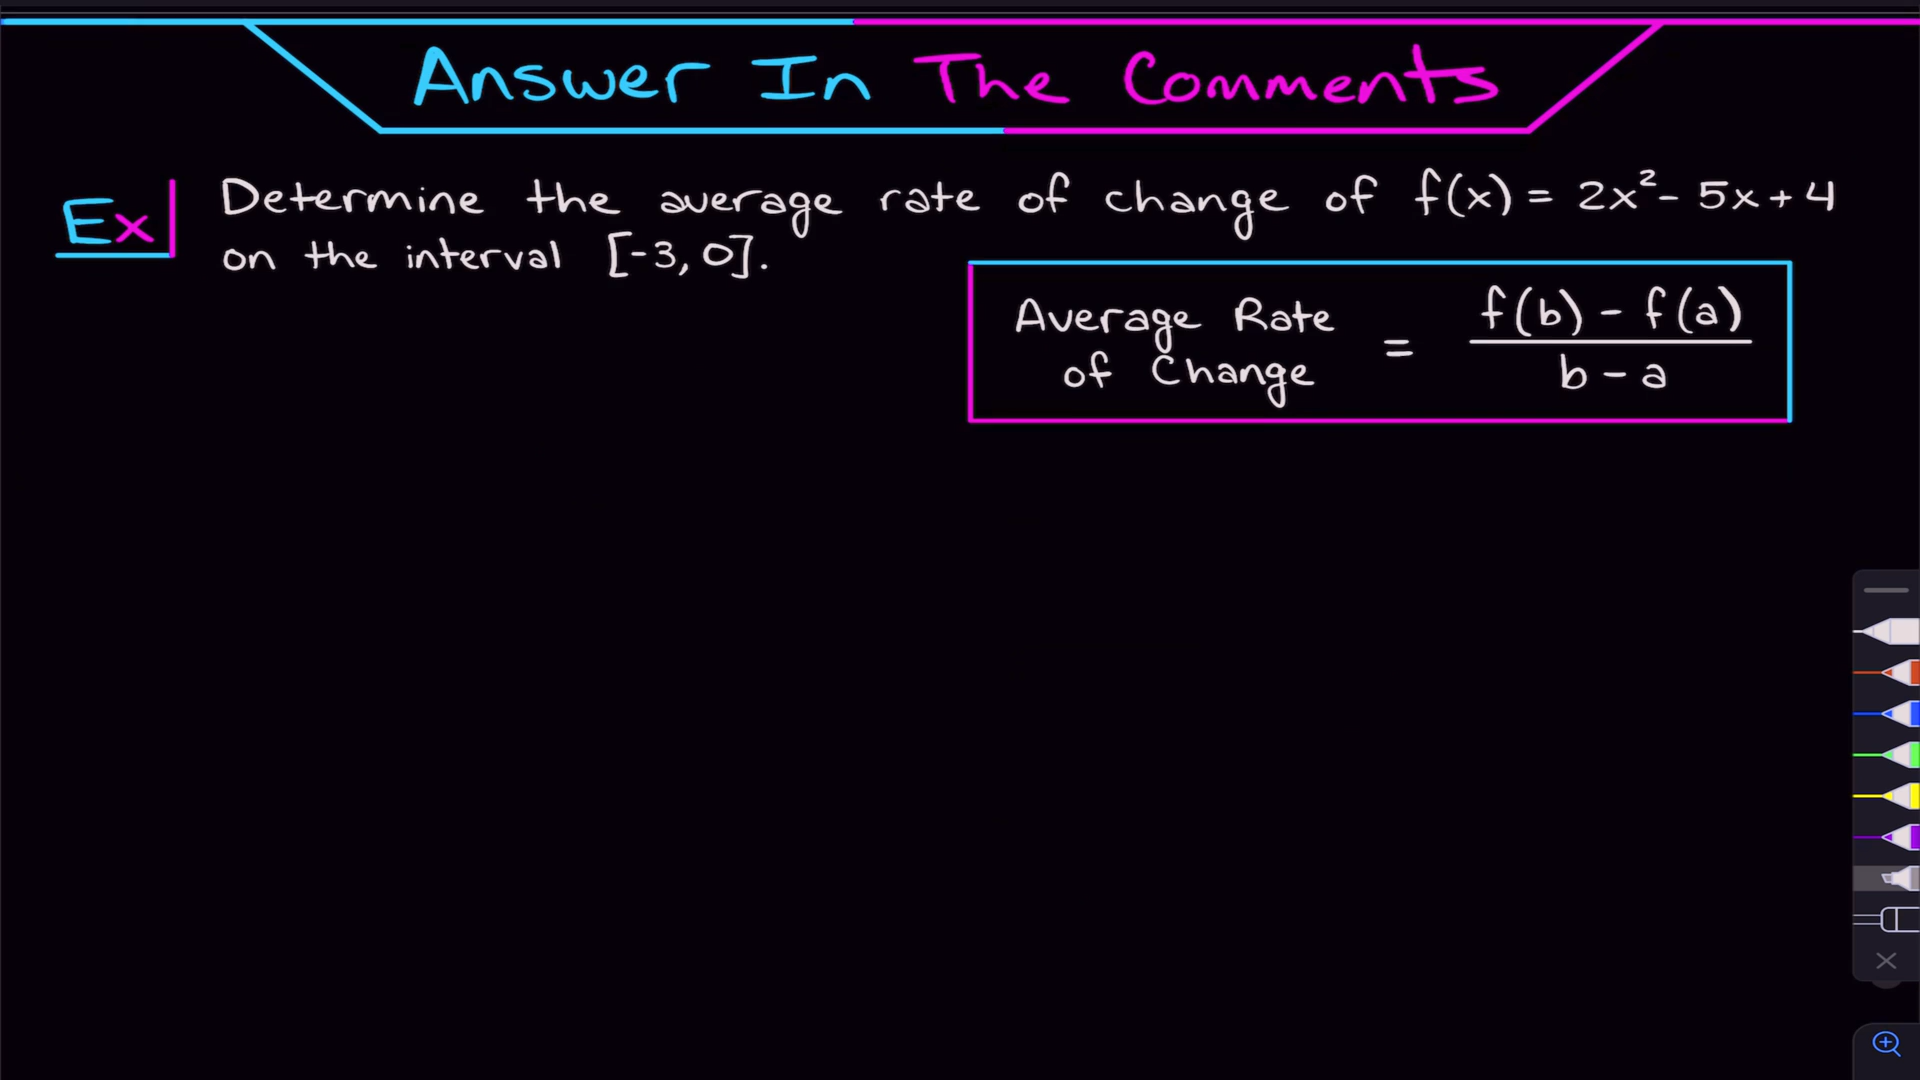 Answer In The Comments
Ex
Determine the average rate of change of f(x) = 2x² - 5x + 4
on the interval [-3, 0].
Average Rate of Change = f(b) - f(a) / b - a